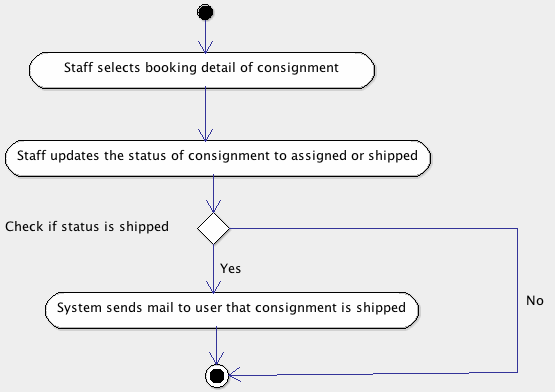 Staff selects booking detail of consignment
Staff updates the status of consignment to assigned or shipped
Check if status is shipped
Yes
System sends mail to user that consignment is shipped
No